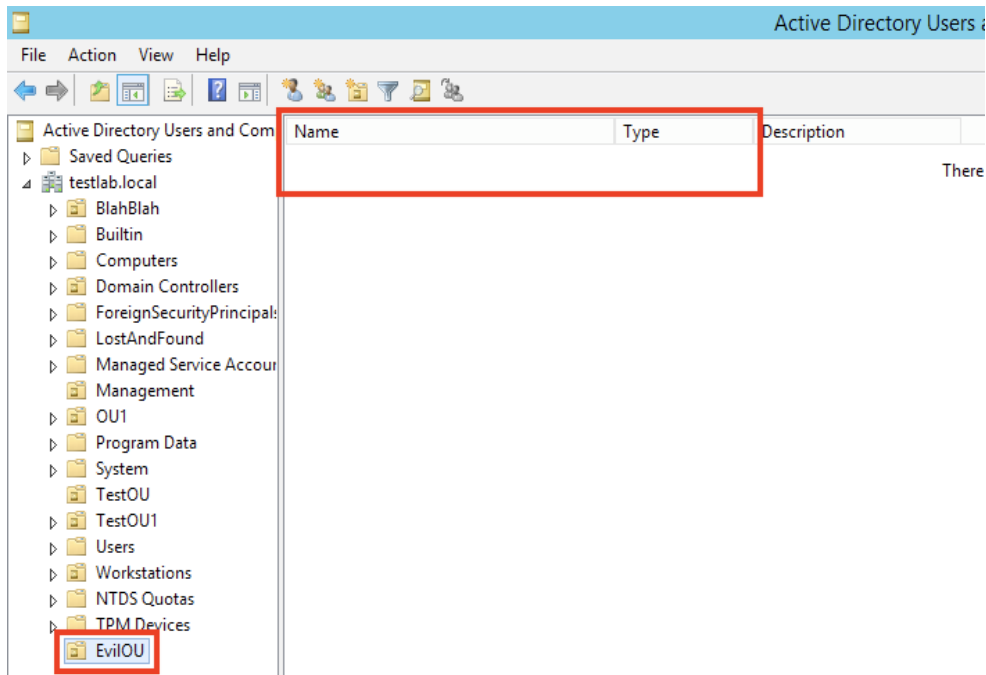 Active Directory Users a
File Action View Help
Active Directory Users and Com
Saved Queries
testlab.local
BlahBlah
Builtin
Computers
Domain Controllers
ForeignSecurityPrincipals
LostAndFound
Managed Service Accour
Management
OU1
Program Data
System
TestOU
TestOU1
Users
Workstations
NTDS Quotas
TPM Devices
EvilOU
Name Type Description
There